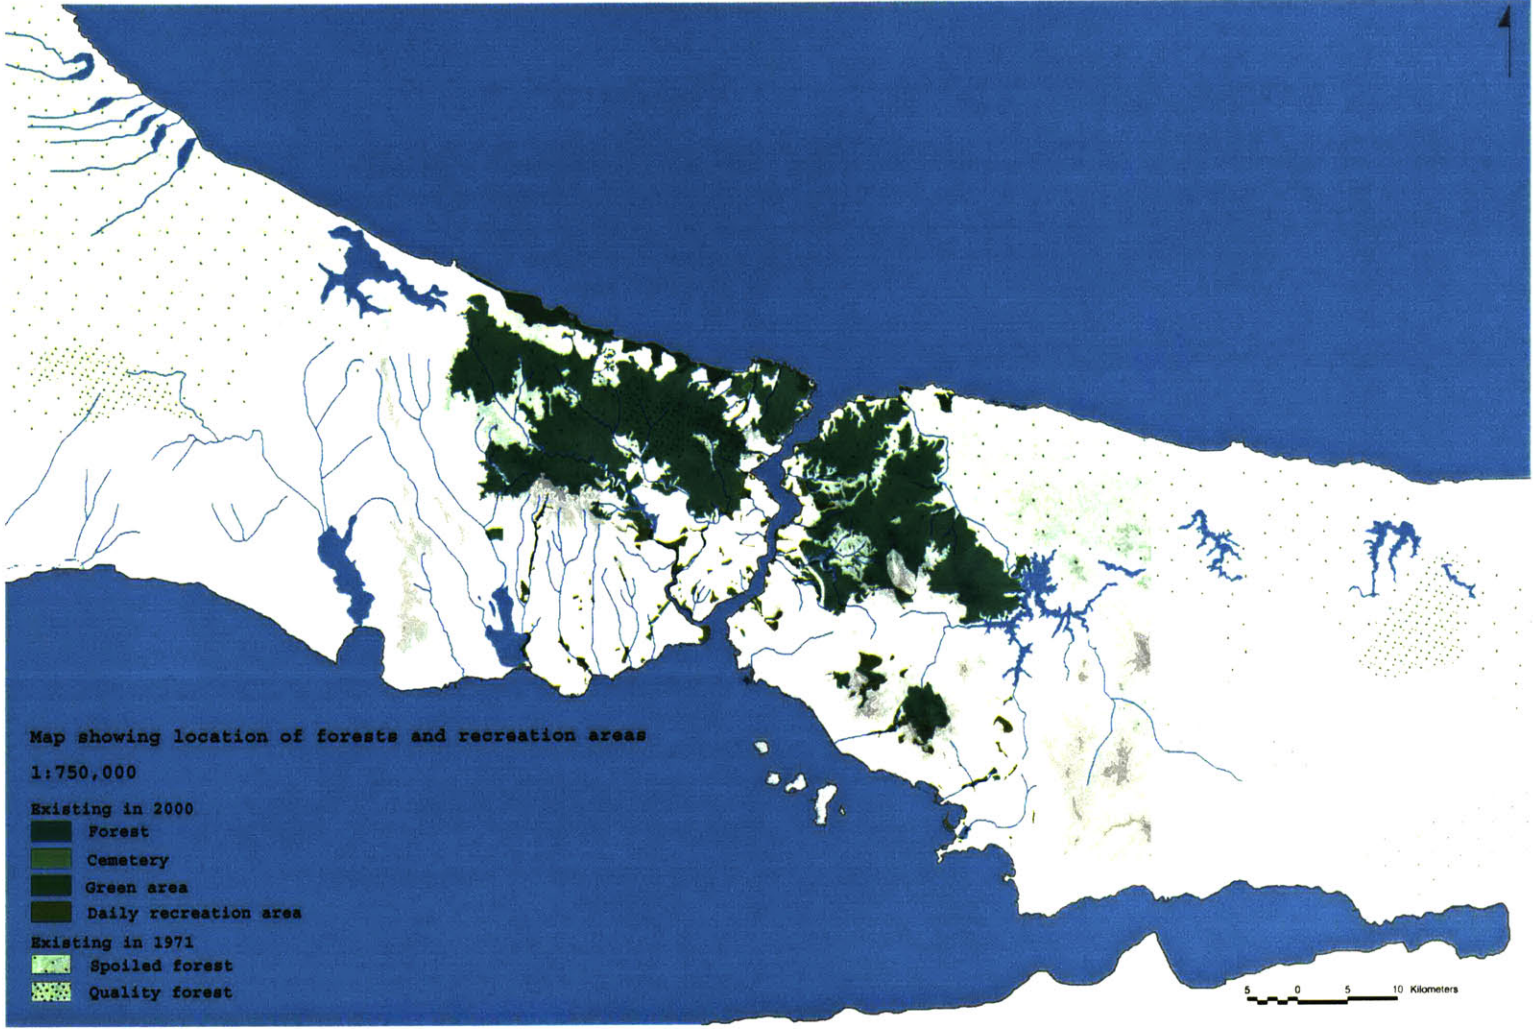 Map showing location of forests and recreation areas
1:750,000
Existing in 2000
Forest
Cemetery
Green area
Daily recreation area
Existing in 1971
Spoiled forest
Quality forest
5 0 5 10 Kilometers